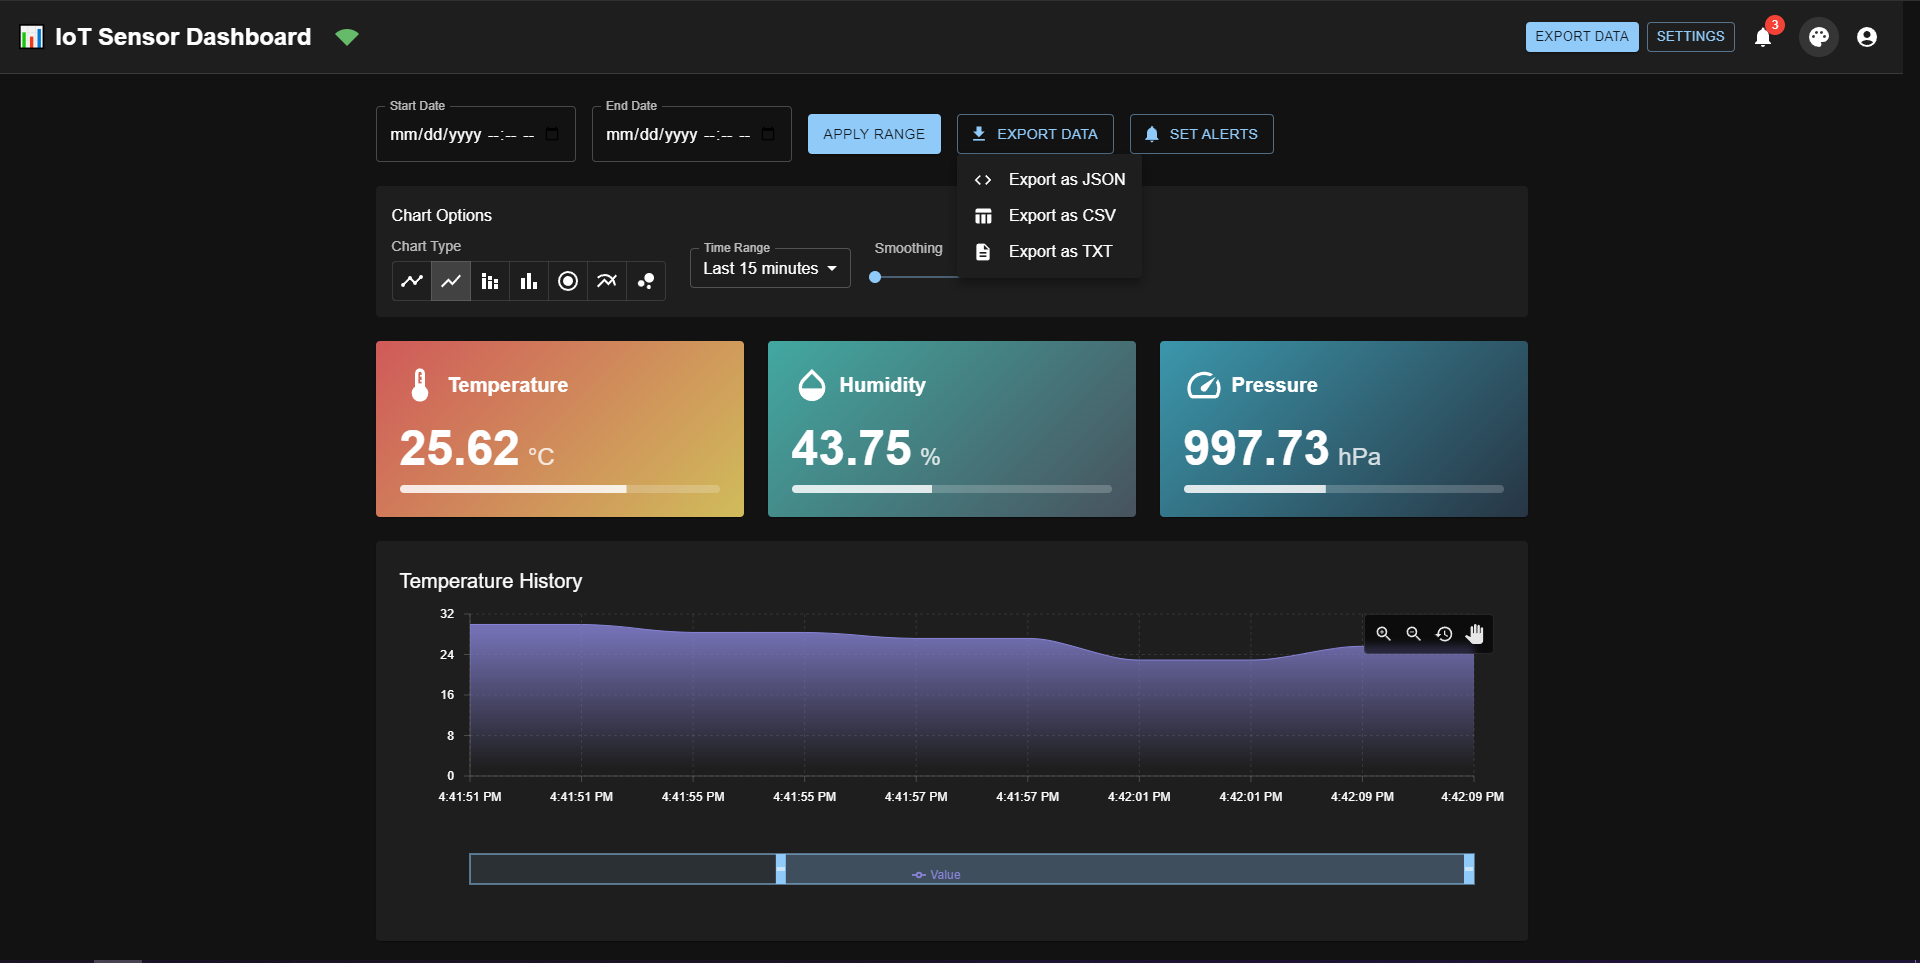 IoT Sensor Dashboard
EXPORT DATA
SETTINGS
3
Start Date
mm/dd/yyyy --:-- --
End Date
mm/dd/yyyy --:-- --
APPLY RANGE
EXPORT DATA
SET ALERTS
Export as JSON
Export as CSV
Export as TXT
Chart Options
Chart Type
Time Range
Last 15 minutes
Smoothing
Temperature
25.62 °C
Humidity
43.75 %
Pressure
997.73 hPa
Temperature History
32
24
16
8
0
4:41:51 PM 4:41:51 PM 4:41:55 PM 4:41:55 PM 4:41:57 PM 4:41:57 PM 4:42:01 PM 4:42:01 PM 4:42:09 PM 4:42:09 PM
Value